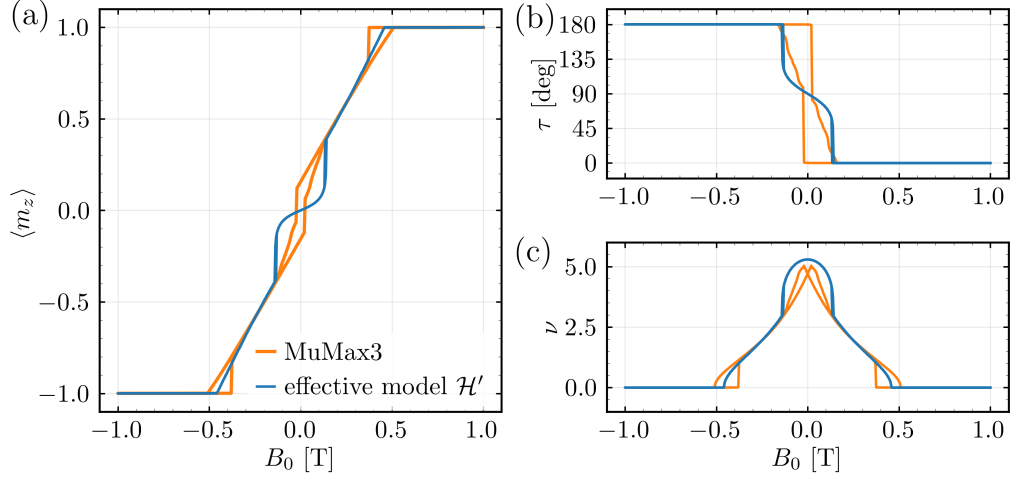 (a)
1.0
0.5
0.0
−0.5
−1.0
⟨m_z⟩
MuMax3
effective model ℋ′
−1.0 −0.5 0.0 0.5 1.0
B_0 [T]
(b)
180
135
90
45
0
τ [deg]
−1.0 −0.5 0.0 0.5 1.0
(c)
5.0
2.5
0.0
ν
−1.0 −0.5 0.0 0.5 1.0
B_0 [T]